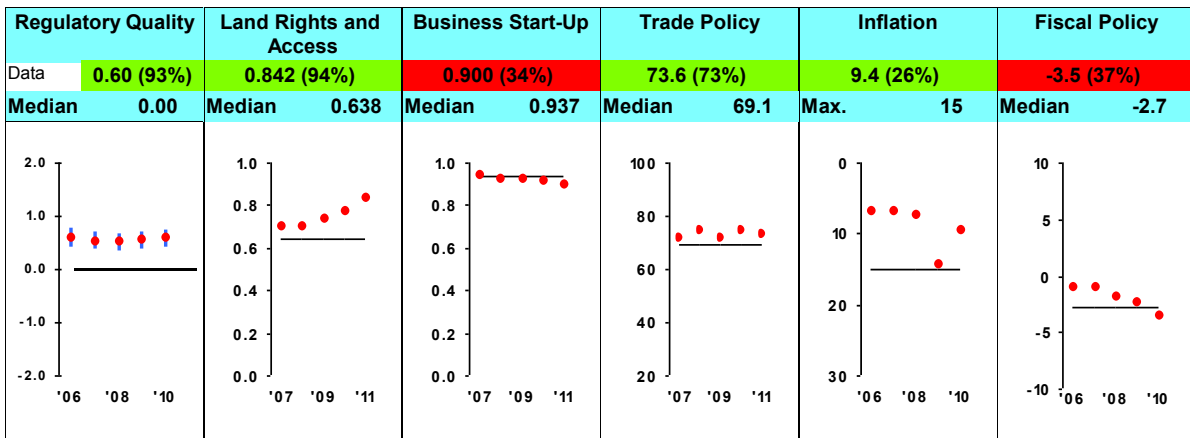 Regulatory Quality
Land Rights and
Access
Business Start-Up
Trade Policy
Inflation
Fiscal Policy
Data 0.60 (93%)
0.842 (94%)
0.900 (34%)
73.6 (73%)
9.4 (26%)
-3.5 (37%)
Median 0.00
Median 0.638
Median 0.937
Median 69.1
Max. 15
Median -2.7
2.0
1.0
0.0
-1.0
-2.0
'06 '08 '10
1.0
0.8
0.6
0.4
0.2
0.0
'07 '09 '11
1.0
0.8
0.6
0.4
0.2
0.0
'07 '09 '11
100
80
60
40
20
'07 '09 '11
0
10
20
30
'06 '08 '10
10
5
0
-5
-10
'06 '08 '10